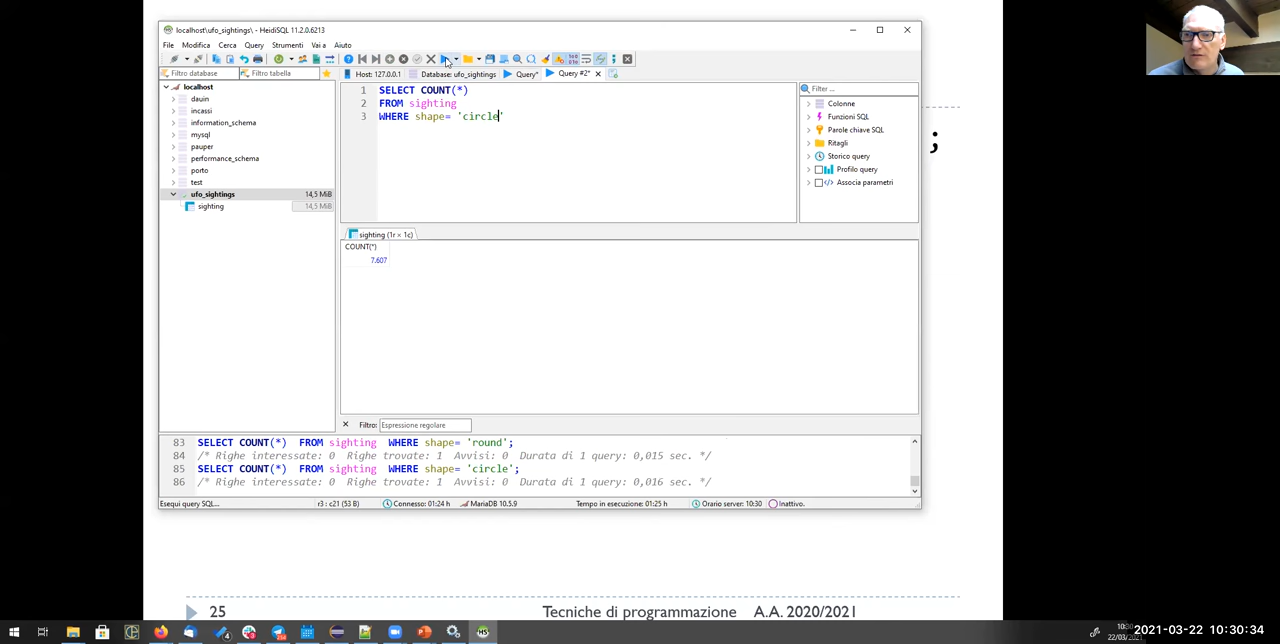 localhost\ufo_sightings\ - HeidiSQL 11.2.0.6213
File Modifica Cerca Query Strumenti Vai a Aiuto
Filtro database Filtro tabella
Host: 127.0.0.1 Database: ufo_sightings Query* Query #2*
localhost
dauin
incassi
information_schema
mysql
pauper
performance_schema
porto
test
ufo_sightings 14,5 MiB
sighting 14,5 MiB
1 SELECT COUNT(*)
2 FROM sighting
3 WHERE shape= 'circle'
Filter ...
Colonne
Funzioni SQL
Parole chiave SQL
Ritagli
Storico query
Profilo query
Associa parametri
;
sighting (1r × 1c)
COUNT(*)
7.607
Filtro: Espressione regolare
83 SELECT COUNT(*) FROM sighting WHERE shape= 'round';
84 /* Righe interessate: 0 Righe trovate: 1 Avvisi: 0 Durata di 1 query: 0,015 sec. */
85 SELECT COUNT(*) FROM sighting WHERE shape= 'circle';
86 /* Righe interessate: 0 Righe trovate: 1 Avvisi: 0 Durata di 1 query: 0,016 sec. */
Esegui query SQL... r3 : c21 (53 B) Connesso: 01:24 h MariaDB 10.5.9 Tempo in esecuzione: 01:25 h Orario server: 10:30 Inattivo.
25 Tecniche di programmazione A.A. 2020/2021
2021-03-22 10:30:34